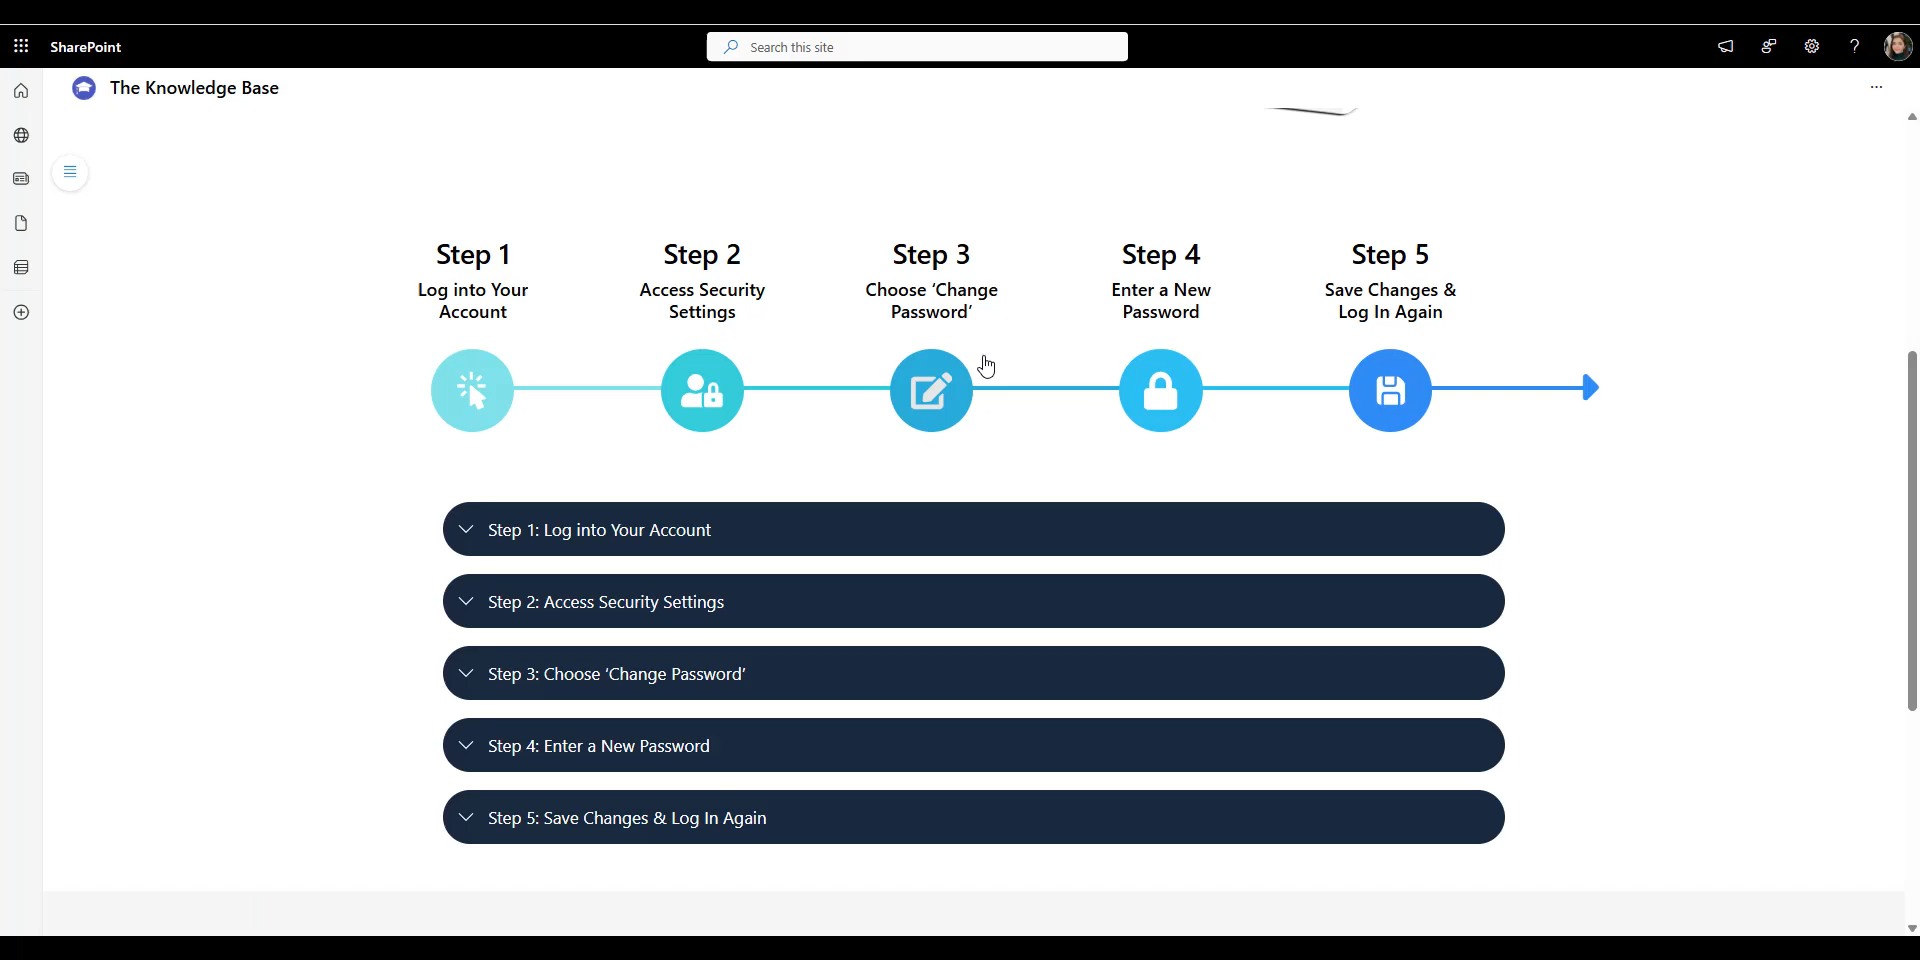 SharePoint
Search this site
The Knowledge Base
Step 1
Log into Your
Account
Step 2
Access Security
Settings
Step 3
Choose ‘Change
Password’
Step 4
Enter a New
Password
Step 5
Save Changes &
Log In Again
Step 1: Log into Your Account
Step 2: Access Security Settings
Step 3: Choose ‘Change Password’
Step 4: Enter a New Password
Step 5: Save Changes & Log In Again